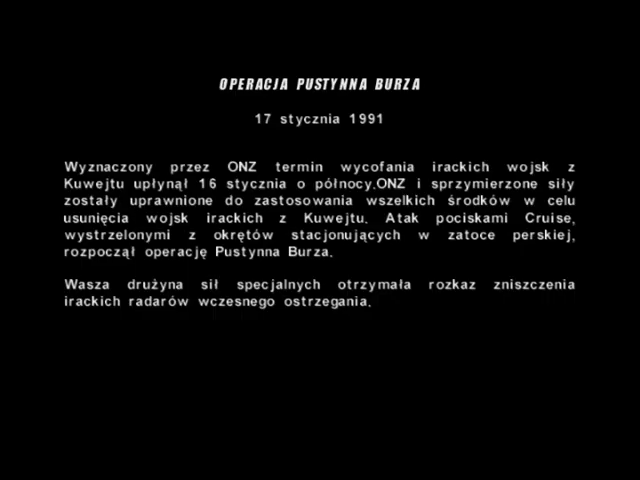 OPERACJA PUSTYNNA BURZA
17 stycznia 1991
Wyznaczony przez ONZ termin wycofania irackich wojsk z
Kuwejtu upłynął 16 stycznia o północy.ONZ i sprzymierzone siły
zostały uprawnione do zastosowania wszelkich środków w celu
usunięcia wojsk irackich z Kuwejtu. Atak pociskami Cruise,
wystrzelonymi z okrętów stacjonujących w zatoce perskiej,
rozpoczął operację Pustynna Burza.
Wasza drużyna sił specjalnych otrzymała rozkaz zniszczenia
irackich radarów wczesnego ostrzegania.